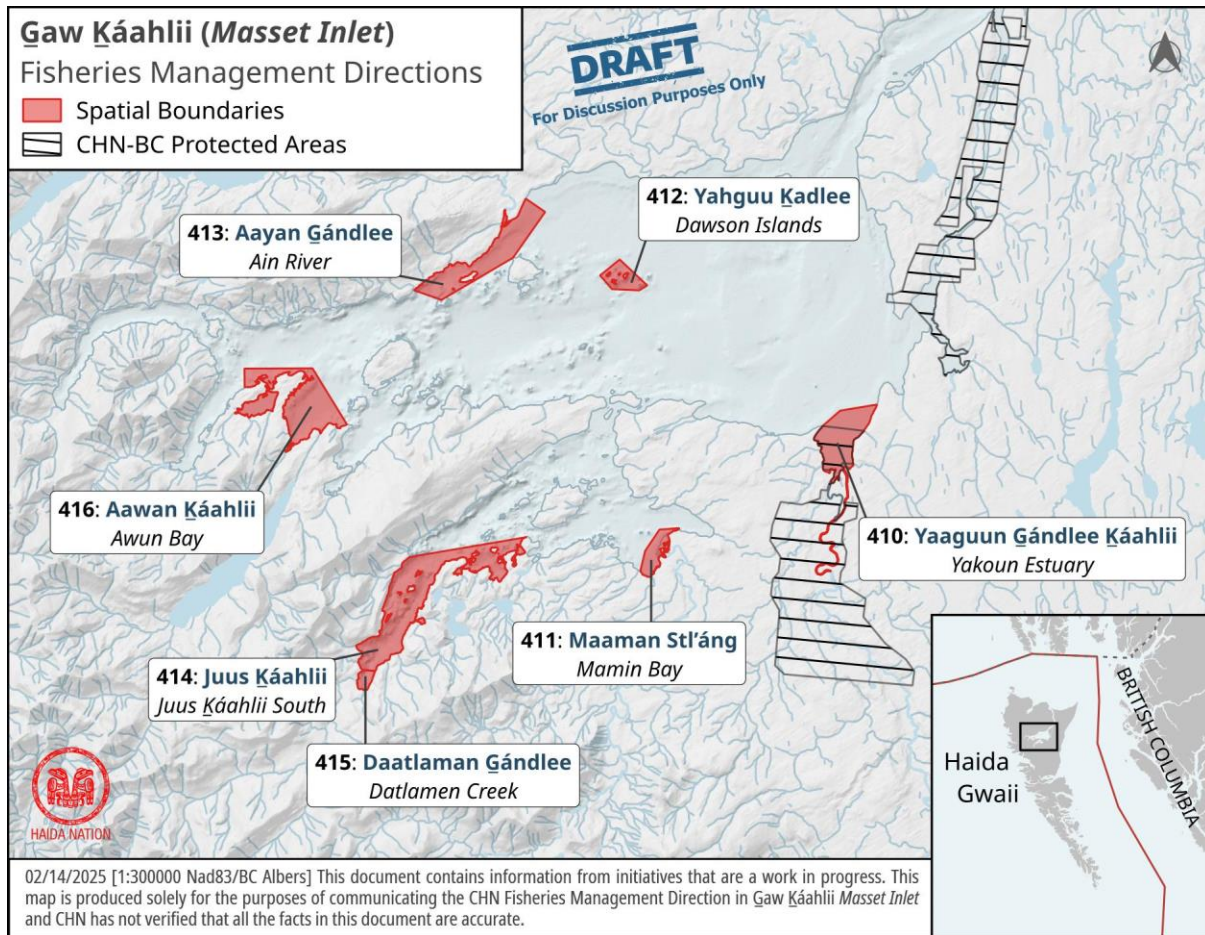 G̲aw K̲áahlii (Masset Inlet)
Fisheries Management Directions
Spatial Boundaries
CHN-BC Protected Areas
DRAFT
For Discussion Purposes Only
412: Yahguu K̲adlee
Dawson Islands
413: Aayan G̲ándlee
Ain River
416: Aawan K̲áahlii
Awun Bay
410: Yaaguun G̲ándlee K̲áahlii
Yakoun Estuary
411: Maaman Stl'áng
Mamin Bay
414: Juus K̲áahlii
Juus K̲áahlii South
415: Daatlaman G̲ándlee
Datlamen Creek
HAIDA NATION
Haida
Gwaii
BRITISH COLUMBIA
02/14/2025 [1:300000 Nad83/BC Albers] This document contains information from initiatives that are a work in progress. This
map is produced solely for the purposes of communicating the CHN Fisheries Management Direction in G̲aw K̲áahlii Masset Inlet
and CHN has not verified that all the facts in this document are accurate.